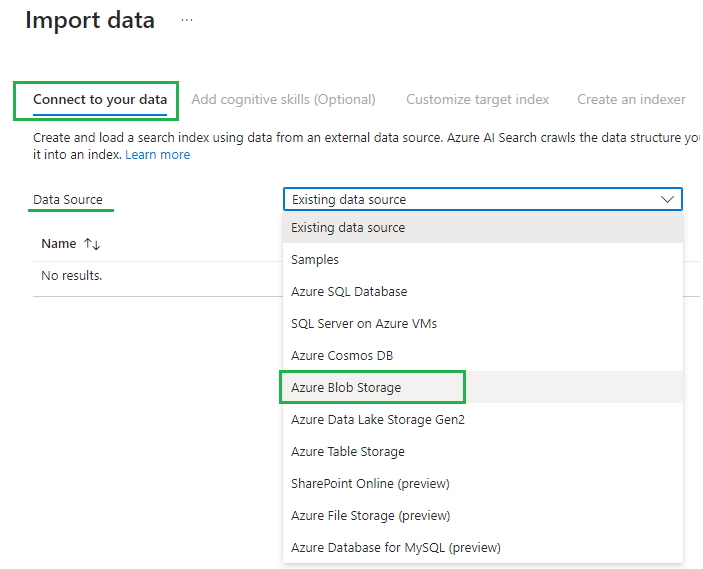 Import data ...
Connect to your data Add cognitive skills (Optional) Customize target index Create an indexer
Create and load a search index using data from an external data source. Azure AI Search crawls the data structure you
it into an index. Learn more
Data Source Existing data source
Existing data source
Name ↑↓
Samples
No results.
Azure SQL Database
SQL Server on Azure VMs
Azure Cosmos DB
Azure Blob Storage
Azure Data Lake Storage Gen2
Azure Table Storage
SharePoint Online (preview)
Azure File Storage (preview)
Azure Database for MySQL (preview)